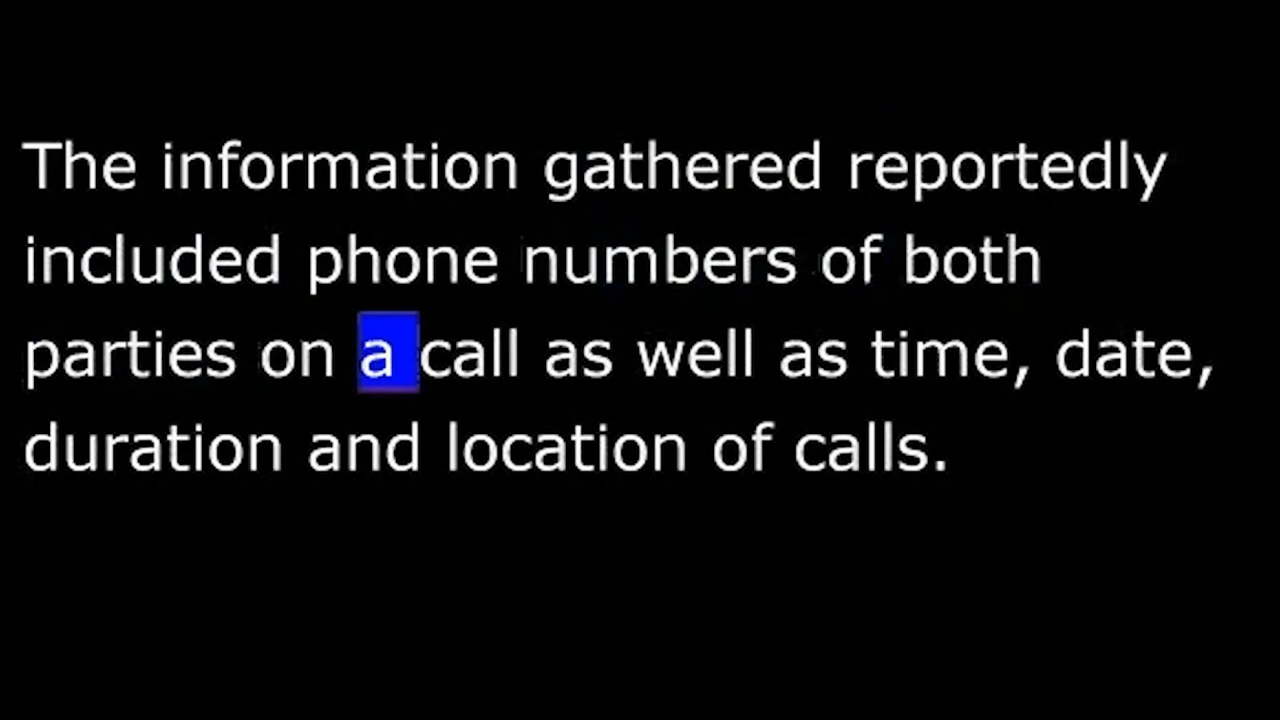 The information gathered reportedly
included phone numbers of both
parties on a call as well as time, date,
duration and location of calls.